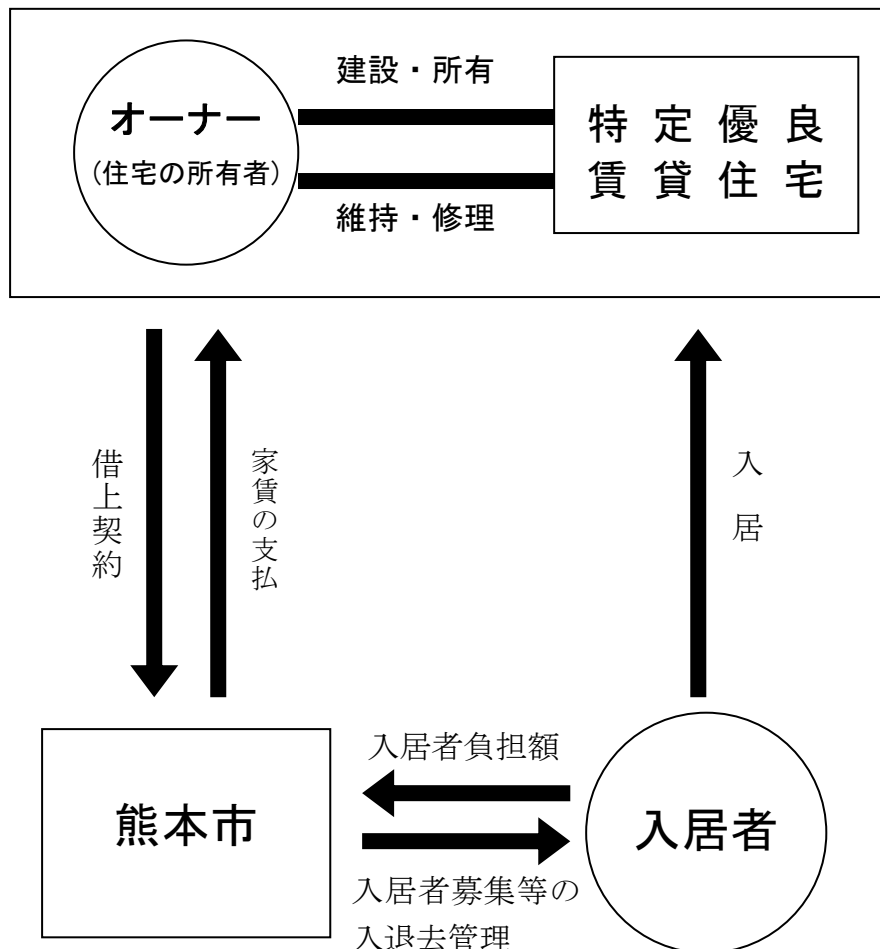 建設・所有
オーナー
(住宅の所有者)
特定優良
賃貸住宅
維持・修理
借上契約
家賃の支払
入居
入居者負担額
熊本市
入居者
入居者募集等の
入退去管理